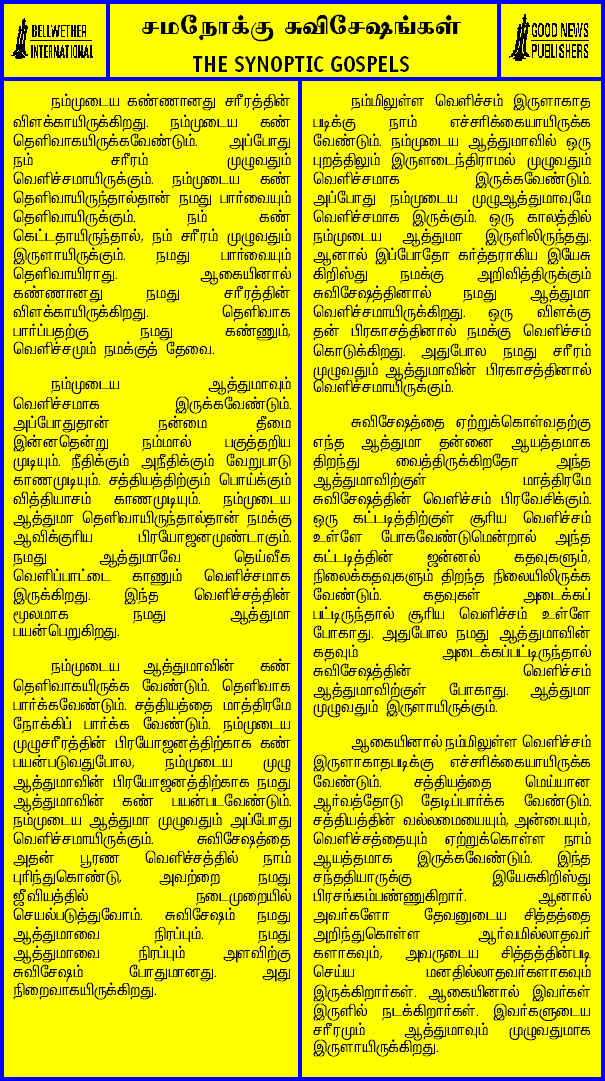 BELLWETHER
INTERNATIONAL
சமநோக்கு சுவிசேஷங்கள்
THE SYNOPTIC GOSPELS
GOOD NEWS
PUBLISHERS
நம்முடைய கண்ணானது சரீரத்தின்
விளக்காயிருக்கிறது. நம்முடைய கண்
தெளிவாகயிருக்கவேண்டும். அப்போது
நம் சரீரம் முழுவதும்
வெளிச்சமாயிருக்கும். நம்முடைய கண்
தெளிவாயிருந்தால்தான் நமது பார்வையும்
தெளிவாயிருக்கும். நம் கண்
கெட்டதாயிருந்தால், நம் சரீரம் முழுவதும்
இருளாயிருக்கும். நமது பார்வையும்
தெளிவாயிராது. ஆகையினால்
கண்ணானது நமது சரீரத்தின்
விளக்காயிருக்கிறது. தெளிவாக
பார்ப்பதற்கு நமது கண்ணும்,
வெளிச்சமும் நமக்குத் தேவை.
நம்முடைய ஆத்துமாவும்
வெளிச்சமாக இருக்கவேண்டும்.
அப்போதுதான் நன்மை தீமை
இன்னதென்று நம்மால் பகுத்தறிய
முடியும். நீதிக்கும் அநீதிக்கும் வேறுபாடு
காணமுடியும். சத்தியத்திற்கும் பொய்க்கும்
வித்தியாசம் காணமுடியும். நம்முடைய
ஆத்துமா தெளிவாயிருந்தால்தான் நமக்கு
ஆவிக்குரிய பிரயோஜனமுண்டாகும்.
நமது ஆத்துமாவே தெய்வீக
வெளிப்பாட்டை காணும் வெளிச்சமாக
இருக்கிறது. இந்த வெளிச்சத்தின்
மூலமாக நமது ஆத்துமா
பயன்பெறுகிறது.
நம்முடைய ஆத்துமாவின் கண்
தெளிவாகயிருக்க வேண்டும். தெளிவாக
பார்க்கவேண்டும். சத்தியத்தை மாத்திரமே
நோக்கிப் பார்க்க வேண்டும். நம்முடைய
முழுசரீரத்தின் பிரயோஜனத்திற்காக கண்
பயன்படுவதுபோல, நம்முடைய முழு
ஆத்துமாவின் பிரயோஜனத்திற்காக நமது
ஆத்துமாவின் கண் பயன்படவேண்டும்.
நம்முடைய ஆத்துமா முழுவதும் அப்போது
வெளிச்சமாயிருக்கும். சுவிசேஷத்தை
அதன் பூரண வெளிச்சத்தில் நாம்
புரிந்துகொண்டு, அவற்றை நமது
ஜீவியத்தில் நடைமுறையில்
செயல்படுத்துவோம். சுவிசேஷம் நமது
ஆத்துமாவை நிரப்பும். நமது
ஆத்துமாவை நிரப்பும் அளவிற்கு
சுவிசேஷம் போதுமானது. அது
நிறைவாகயிருக்கிறது.
நம்மிலுள்ள வெளிச்சம் இருளாகாத
படிக்கு நாம் எச்சரிக்கையாயிருக்க
வேண்டும். நம்முடைய ஆத்துமாவில் ஒரு
புறத்திலும் இருளடைந்திராமல் முழுவதும்
வெளிச்சமாக இருக்கவேண்டும்.
அப்போது நம்முடைய முழுஆத்துமாவுமே
வெளிச்சமாக இருக்கும். ஒரு காலத்தில்
நம்முடைய ஆத்துமா இருளிலிருந்தது.
ஆனால் இப்போதோ கர்த்தராகிய இயேசு
கிறிஸ்து நமக்கு அறிவித்திருக்கும்
சுவிசேஷத்தினால் நமது ஆத்துமா
வெளிச்சமாயிருக்கிறது. ஒரு விளக்கு
தன் பிரகாசத்தினால் நமக்கு வெளிச்சம்
கொடுக்கிறது. அதுபோல நமது சரீரம்
முழுவதும் ஆத்துமாவின் பிரகாசத்தினால்
வெளிச்சமாயிருக்கும்.
சுவிசேஷத்தை ஏற்றுக்கொள்வதற்கு
எந்த ஆத்துமா தன்னை ஆயத்தமாக
திறந்து வைத்திருக்கிறதோ அந்த
ஆத்துமாவிற்குள் மாத்திரமே
சுவிசேஷத்தின் வெளிச்சம் பிரவேசிக்கும்.
ஒரு கட்டடித்திற்குள் சூரிய வெளிச்சம்
உள்ளே போகவேண்டுமென்றால் அந்த
கட்டடித்தின் ஜன்னல் கதவுகளும்,
நிலைக்கதவுகளும் திறந்த நிலையிலிருக்க
வேண்டும். கதவுகள் அடைக்கப்
பட்டிருந்தால் சூரிய வெளிச்சம் உள்ளே
போகாது. அதுபோல நமது ஆத்துமாவின்
கதவும் அடைக்கப்பட்டிருந்தால்
சுவிசேஷத்தின் வெளிச்சம்
ஆத்துமாவிற்குள் போகாது. ஆத்துமா
முழுவதும் இருளாயிருக்கும்.
ஆகையினால் நம்மிலுள்ள வெளிச்சம்
இருளாகாதபடிக்கு எச்சரிக்கையாயிருக்க
வேண்டும். சத்தியத்தை மெய்யான
ஆர்வத்தோடு தேடிப்பார்க்க வேண்டும்.
சத்தியத்தின் வல்லமையையும், அன்பையும்,
வெளிச்சத்தையும் ஏற்றுக்கொள்ள நாம்
ஆயத்தமாக இருக்கவேண்டும். இந்த
சந்ததியாருக்கு இயேசுகிறிஸ்து
பிரசங்கம்பண்ணுகிறார். ஆனால்
அவர்களோ தேவனுடைய சித்தத்தை
அறிந்துகொள்ள ஆர்வமில்லாதவர்
களாகவும், அவருடைய சித்தத்தின்படி
செய்ய மனதில்லாதவர்களாகவும்
இருக்கிறார்கள். ஆகையினால் இவர்கள்
இருளில் நடக்கிறார்கள். இவர்களுடைய
சரீரமும் ஆத்துமாவும் முழுவதுமாக
இருளாயிருக்கிறது.